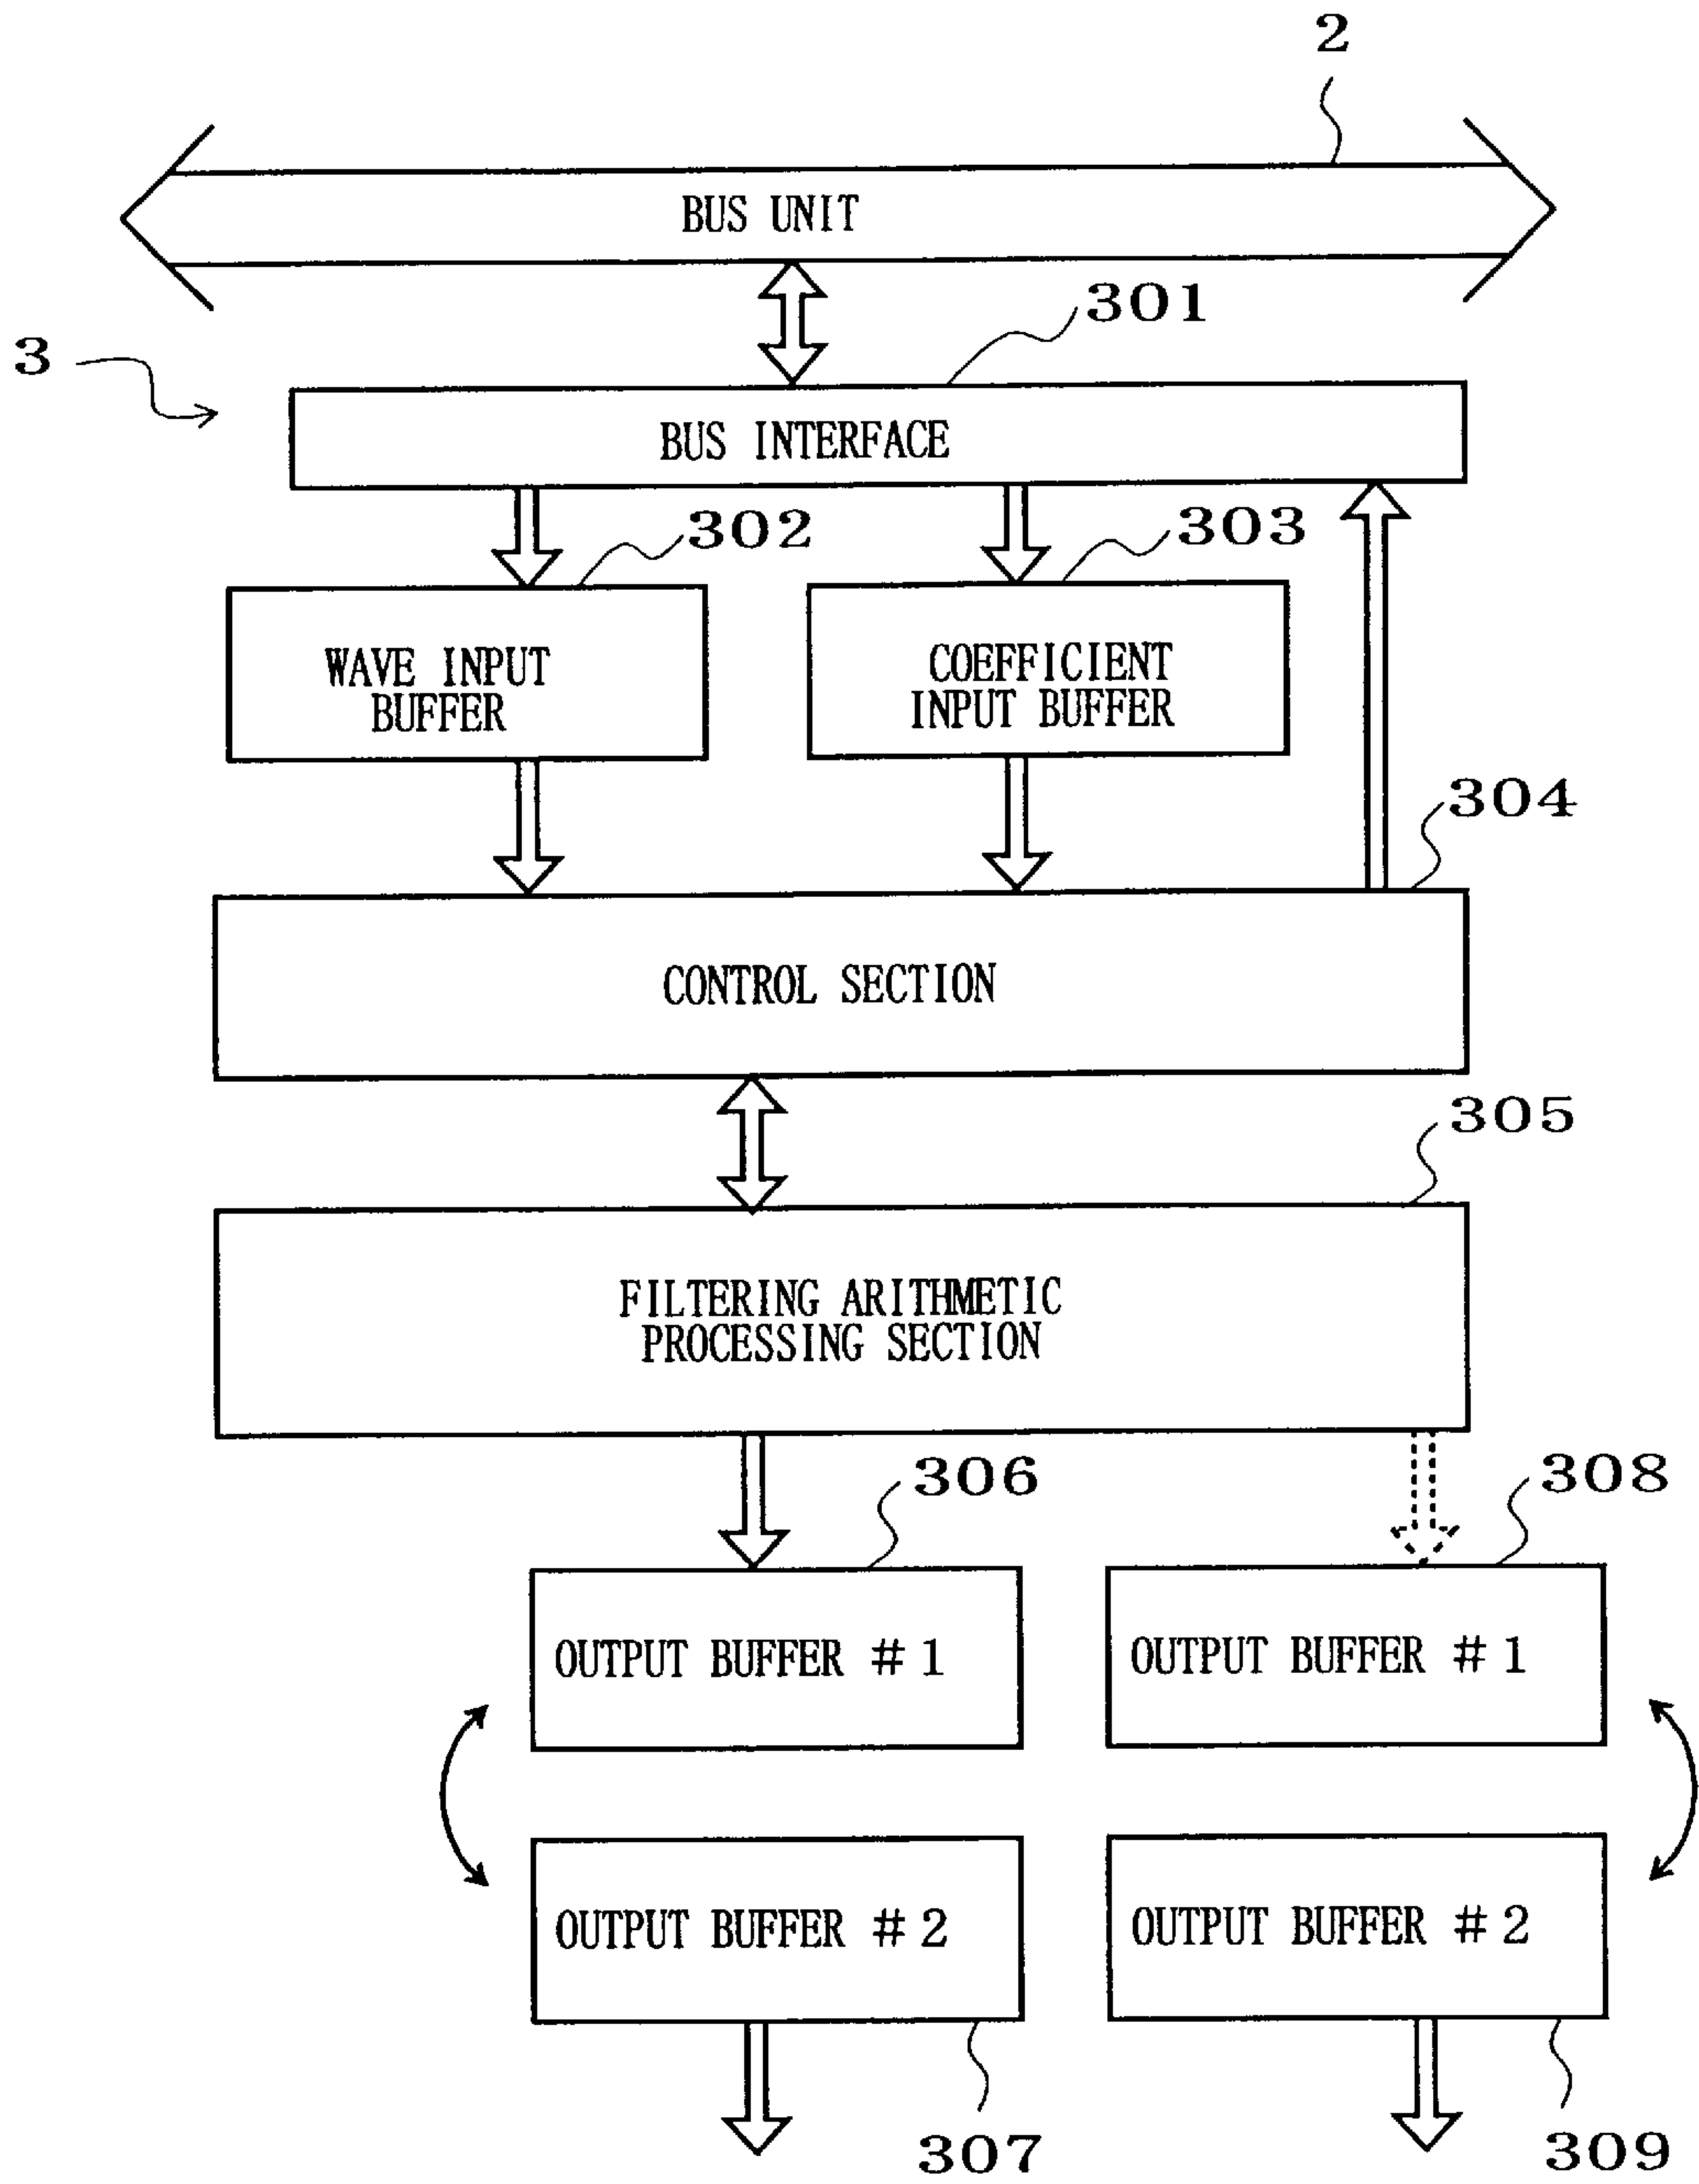 2
BUS UNIT
301
3
BUS INTERFACE
302
303
WAVE INPUT
BUFFER
COEFFICIENT
INPUT BUFFER
304
CONTROL SECTION
305
FILTERING ARITHMETIC
PROCESSING SECTION
306
308
OUTPUT BUFFER #1
OUTPUT BUFFER #1
OUTPUT BUFFER #2
OUTPUT BUFFER #2
307
309